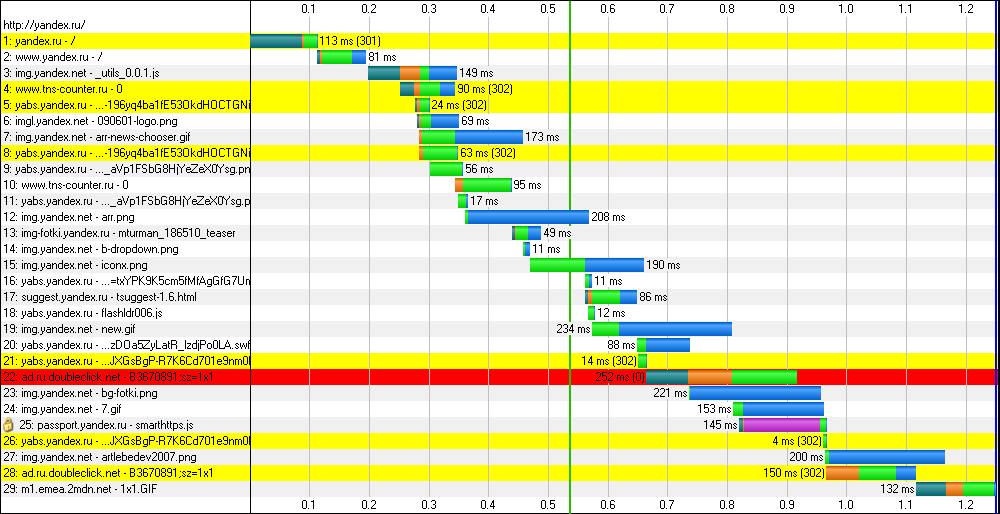 0.1 0.2 0.3 0.4 0.5 0.6 0.7 0.8 0.9 1.0 1.1 1.2
http://yandex.ru/
1: yandex.ru - / 113 ms (301)
2: www.yandex.ru - / 81 ms
3: img.yandex.net - _utils_0.0.1.js 149 ms
4: www.tns-counter.ru - 0 90 ms (302)
5: yabs.yandex.ru - ...-196yq4ba1fE53OkdHOCTGNi 24 ms (302)
6: imgl.yandex.net - 090601-logo.png 69 ms
7: img.yandex.net - arr-news-chooser.gif 173 ms
8: yabs.yandex.ru - ...-196yq4ba1fE53OkdHOCTGNi 63 ms (302)
9: yabs.yandex.ru - ..._aVp1FSbG8HjYeZeX0Ysg.pn 56 ms
10: www.tns-counter.ru - 0 95 ms
11: yabs.yandex.ru - ..._aVp1FSbG8HjYeZeX0Ysg.p 17 ms
12: img.yandex.net - arr.png 208 ms
13: img-fotki.yandex.ru - mturman_186510_teaser 49 ms
14: img.yandex.net - b-dropdown.png 11 ms
15: img.yandex.net - iconx.png 190 ms
16: yabs.yandex.ru - ...=txYPK9K5cm5fMfAgGfG7Un 11 ms
17: suggest.yandex.ru - tsuggest-1.6.html 86 ms
18: yabs.yandex.ru - flashldr006.js 12 ms
19: img.yandex.net - new.gif 234 ms
20: yabs.yandex.ru - ...zDOa5ZyLatR_IzdjPo0LA.swf 88 ms
21: yabs.yandex.ru - ...JXGsBgP-R7K6Cd701e9nm0l 14 ms (302)
22: ad.ru.doubleclick.net - B3670891;sz=1x1 252 ms (0)
23: img.yandex.net - bg-fotki.png 221 ms
24: img.yandex.net - 7.gif 153 ms
25: passport.yandex.ru - smarthttps.js 145 ms
26: yabs.yandex.ru - ...JXGsBgP-R7K6Cd701e9nm0l 4 ms (302)
27: img.yandex.net - artlebedev2007.png 200 ms
28: ad.ru.doubleclick.net - B3670891;sz=1x1 150 ms (302)
29: m1.emea.2mdn.net - 1x1.GIF 132 ms
0.1 0.2 0.3 0.4 0.5 0.6 0.7 0.8 0.9 1.0 1.1 1.2